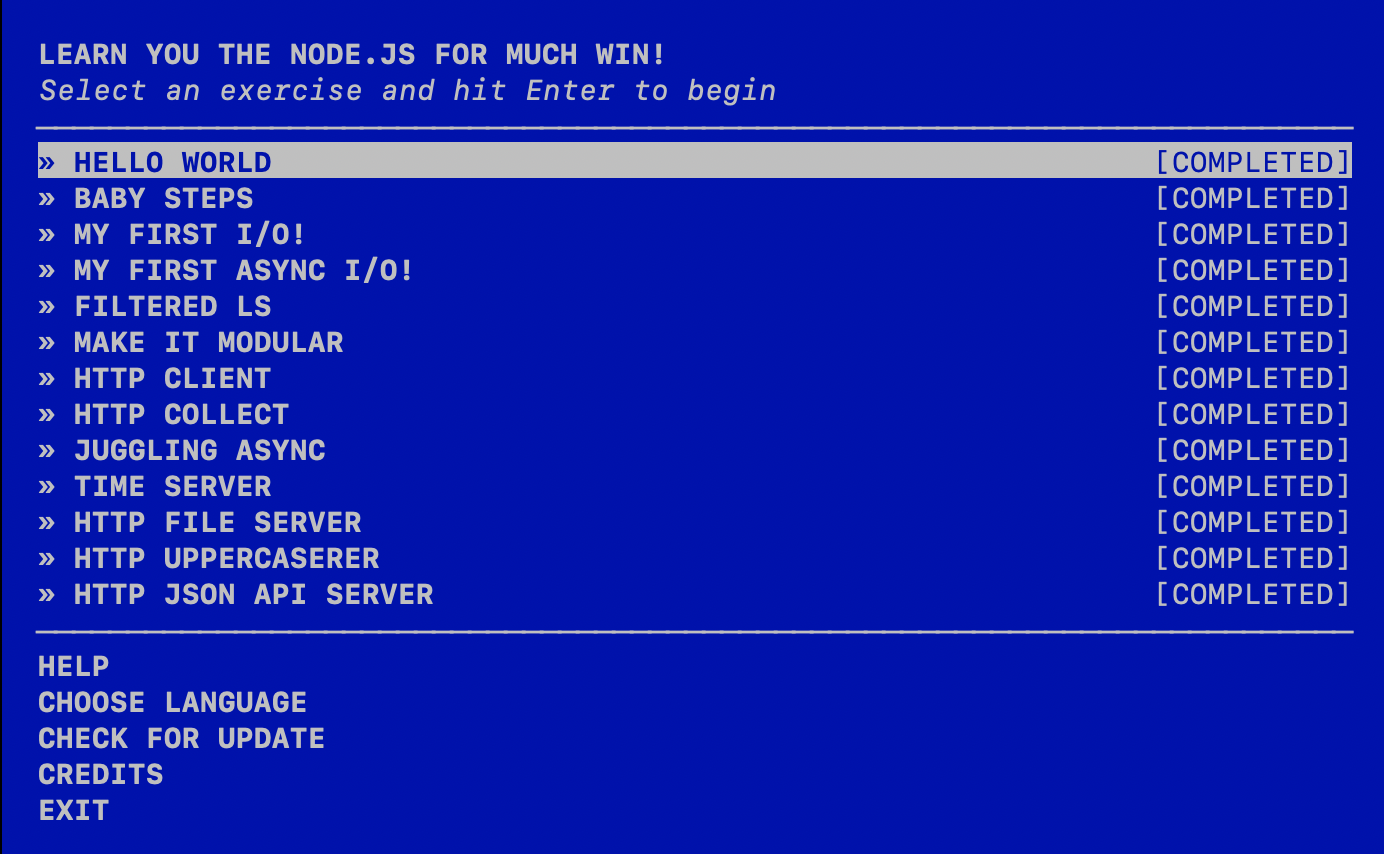 LEARN YOU THE NODE.JS FOR MUCH WIN!
Select an exercise and hit Enter to begin
» HELLO WORLD [COMPLETED]
» BABY STEPS [COMPLETED]
» MY FIRST I/O! [COMPLETED]
» MY FIRST ASYNC I/O! [COMPLETED]
» FILTERED LS [COMPLETED]
» MAKE IT MODULAR [COMPLETED]
» HTTP CLIENT [COMPLETED]
» HTTP COLLECT [COMPLETED]
» JUGGLING ASYNC [COMPLETED]
» TIME SERVER [COMPLETED]
» HTTP FILE SERVER [COMPLETED]
» HTTP UPPERCASERER [COMPLETED]
» HTTP JSON API SERVER [COMPLETED]
HELP
CHOOSE LANGUAGE
CHECK FOR UPDATE
CREDITS
EXIT